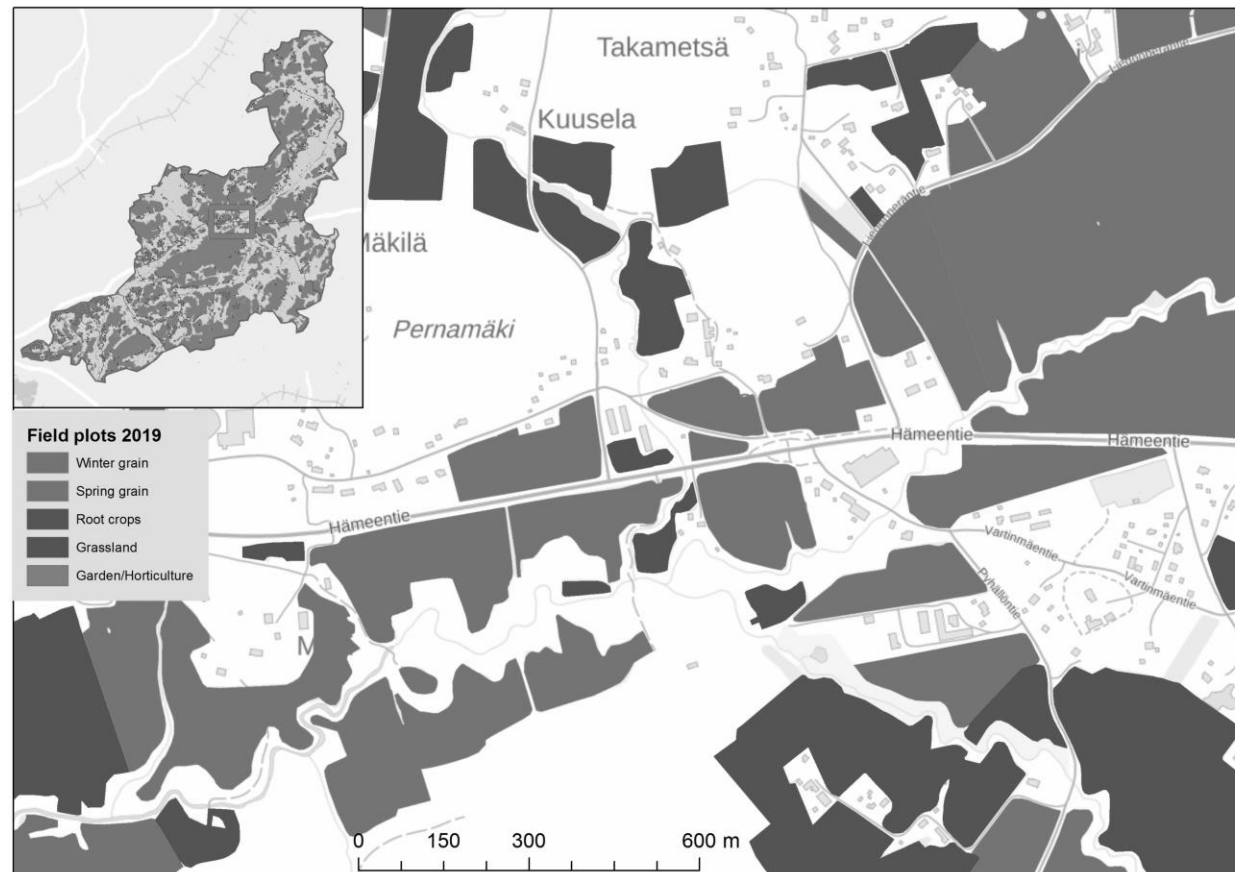 Takametsä
Kuusela
Mäkilä
Pernamäki
Field plots 2019
Winter grain
Spring grain
Root crops
Grassland
Garden/Horticulture
Hämeentie
Hämeentie
Hämeentie
Vartinmäentie
Vartinmäentie
Pyhällöntie
M
0 150 300 600 m